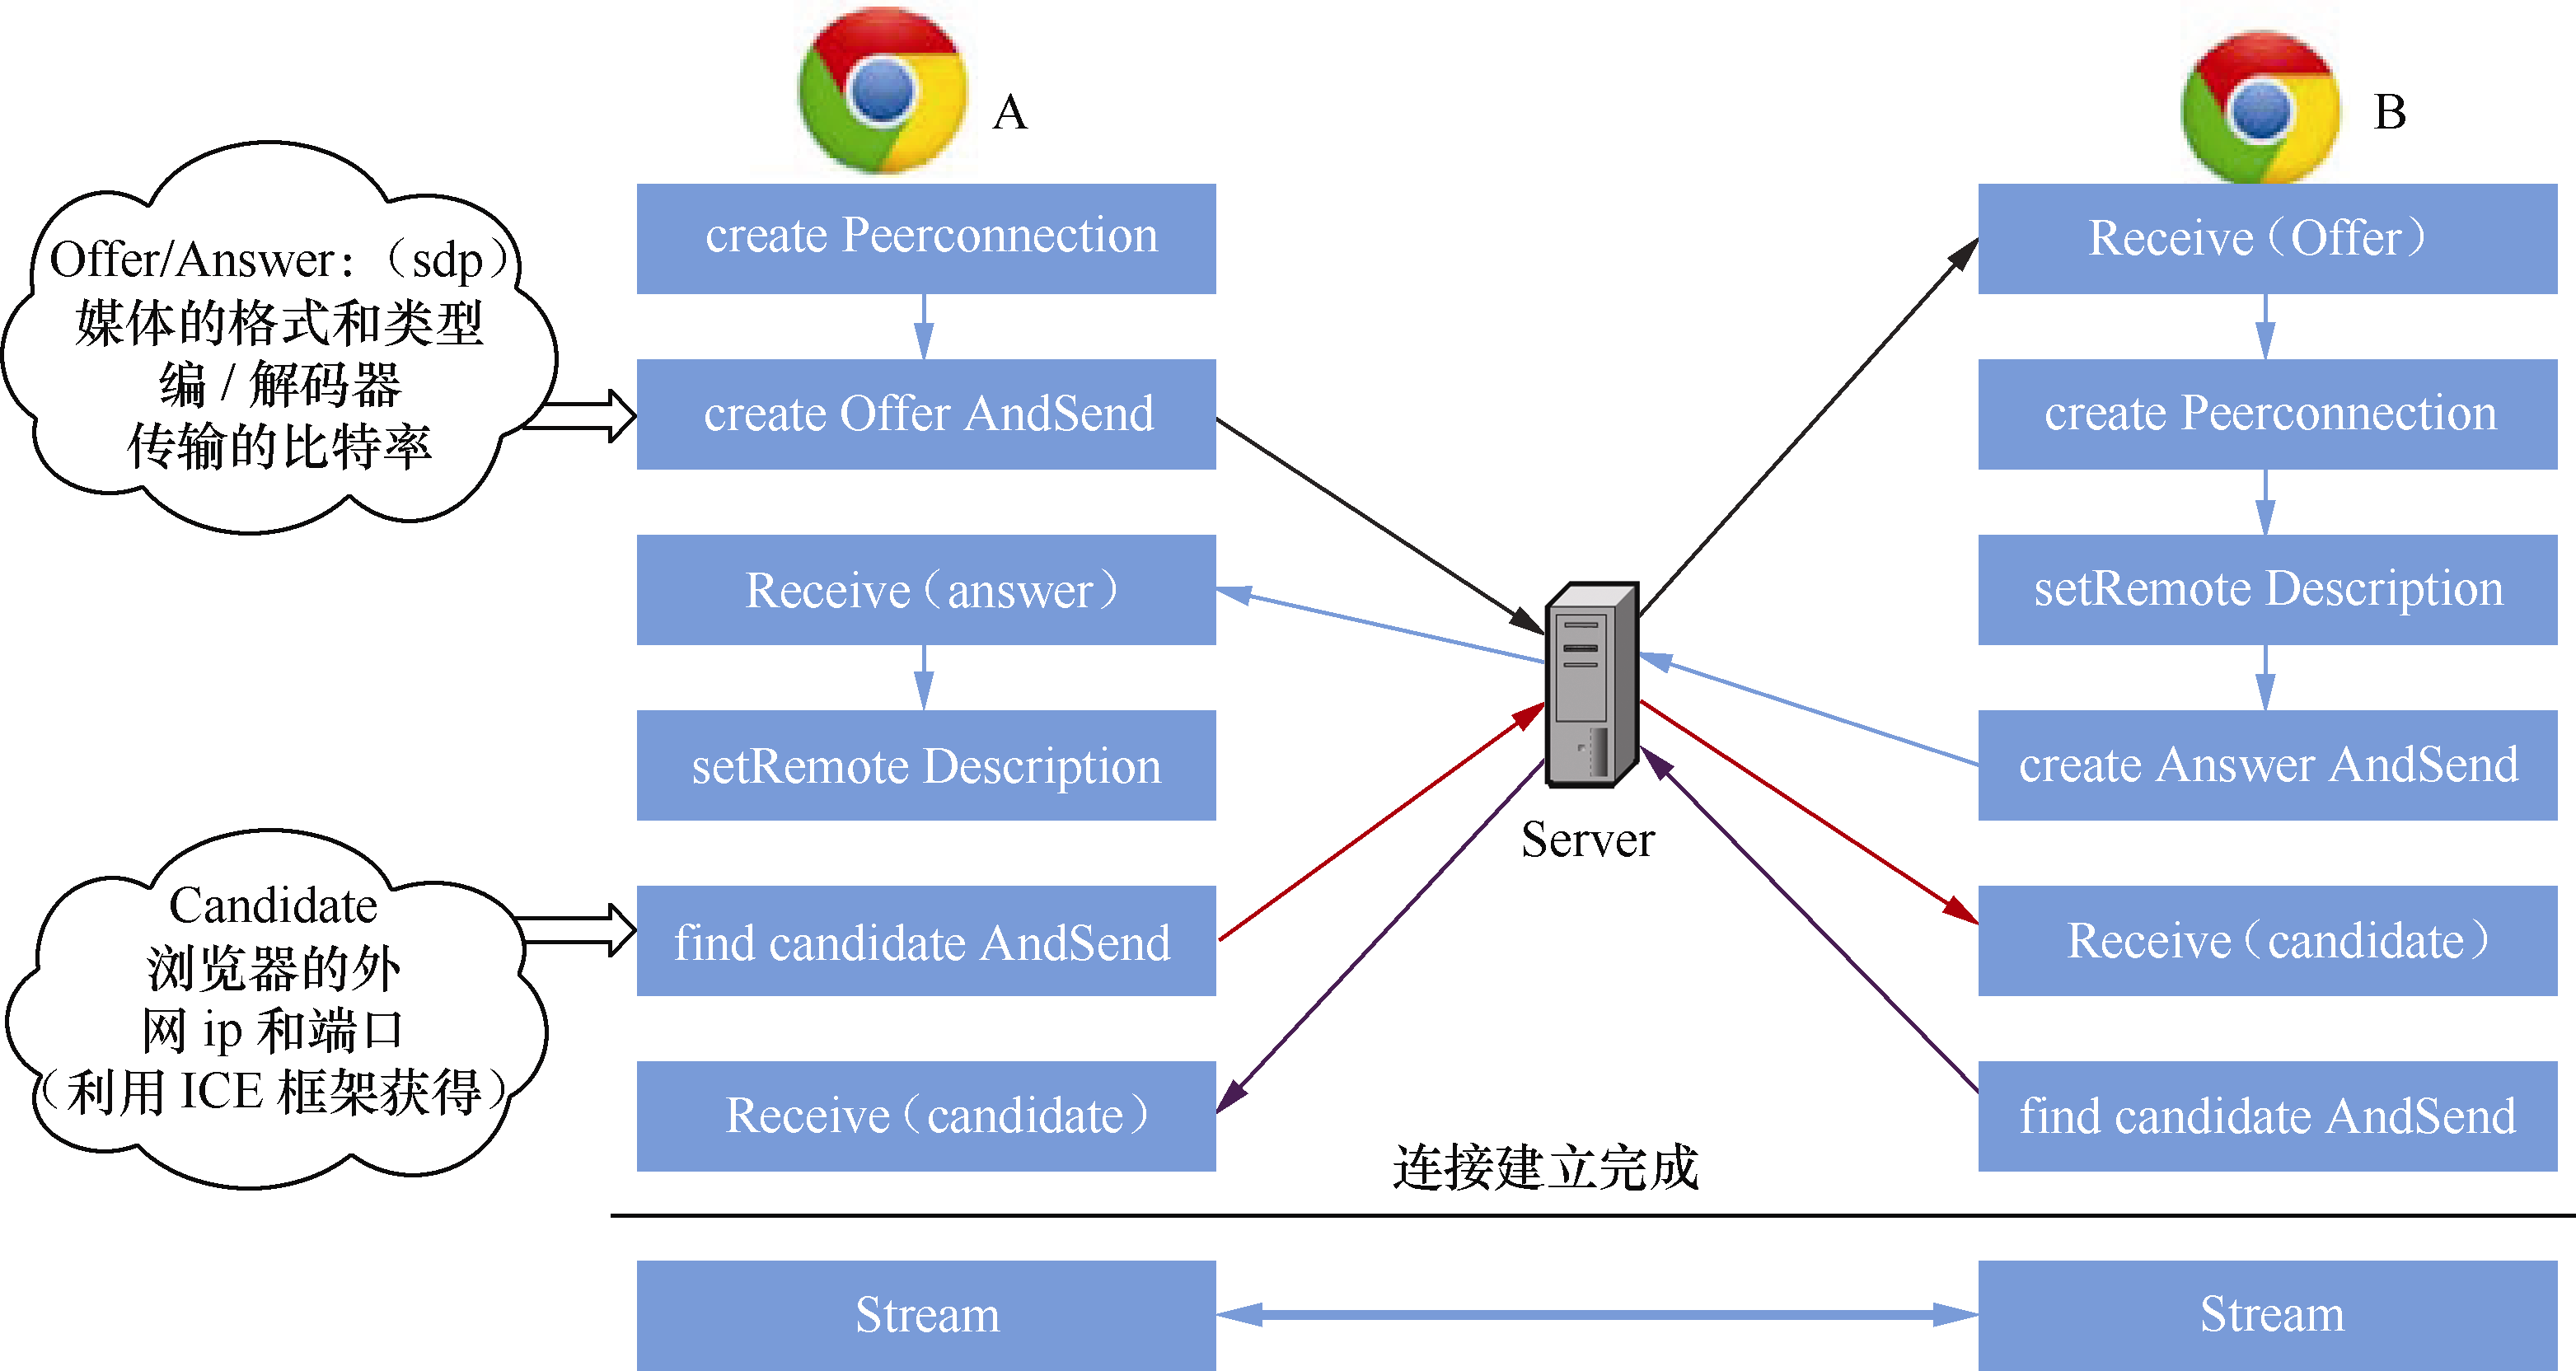 A
B
Offer/Answer:（sdp）
媒体的格式和类型
编 / 解码器
传输的比特率
create Peerconnection
create Offer AndSend
Receive（answer）
setRemote Description
Candidate
浏览器的外
网 ip 和端口
（利用 ICE 框架获得）
find candidate AndSend
Receive（candidate）
Server
Receive（Offer）
create Peerconnection
setRemote Description
create Answer AndSend
Receive（candidate）
find candidate AndSend
连接建立完成
Stream
Stream